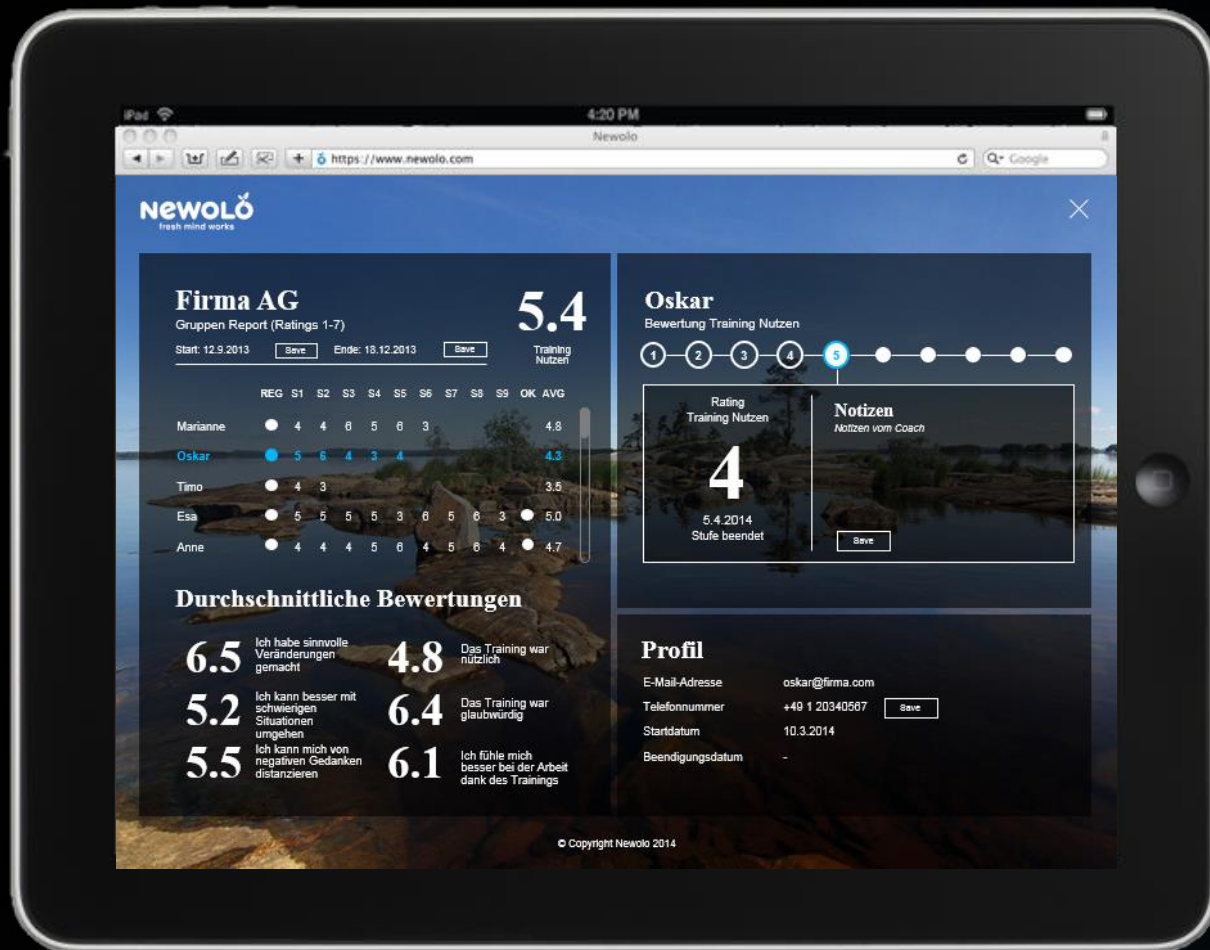 iPad
4:20 PM
Newolo
https://www.newolo.com
Google
NewoLo
fresh mind works
Firma AG
Gruppen Report (Ratings 1-7)
Start: 12.9.2013 Save Ende: 18.12.2013 Save
5.4
Training
Nutzen
REG S1 S2 S3 S4 S5 S6 S7 S8 S9 OK AVG
Marianne 4 4 6 5 6 3 4.8
Oskar 5 6 4 3 4 4.3
Timo 4 3 3.5
Esa 5 5 5 5 3 6 5 6 3 5.0
Anne 4 4 4 5 6 4 5 6 4 4.7
Durchschnittliche Bewertungen
6.5
Ich habe sinnvolle
Veränderungen
gemacht
4.8
Das Training war
nützlich
5.2
Ich kann besser mit
schwierigen
Situationen
umgehen
6.4
Das Training war
glaubwürdig
5.5
Ich kann mich von
negativen Gedanken
distanzieren
6.1
Ich fühle mich
besser bei der Arbeit
dank des Trainings
Oskar
Bewertung Training Nutzen
1 2 3 4 5
Rating
Training Nutzen
4
5.4.2014
Stufe beendet
Notizen
Notizen vom Coach
Save
Profil
E-Mail-Adresse oskar@firma.com
Telefonnummer +49 1 20340567 Save
Startdatum 10.3.2014
Beendigungsdatum -
© Copyright Newolo 2014